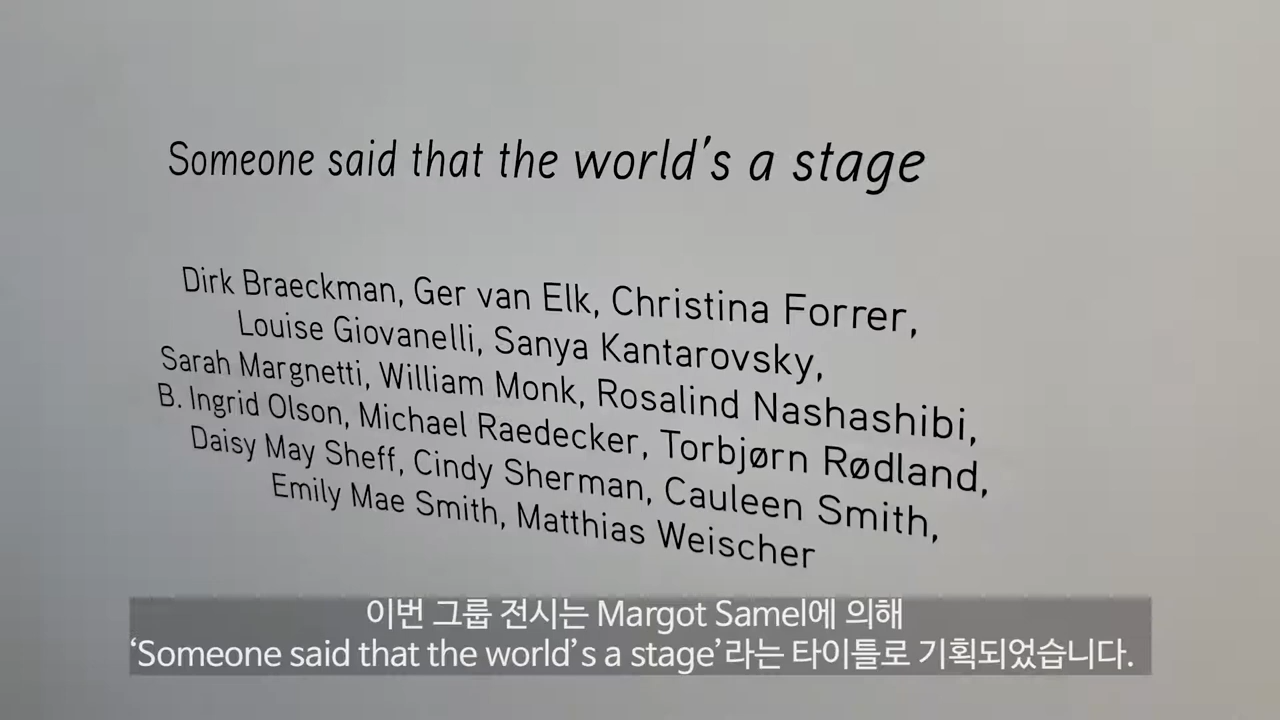 Someone said that the world's a stage
Dirk Braeckman, Ger van Elk, Christina Forrer,
Louise Giovanelli, Sanya Kantarovsky,
Sarah Margnetti, William Monk, Rosalind Nashashibi,
B. Ingrid Olson, Michael Raedecker, Torbjørn Rødland,
Daisy May Sheff, Cindy Sherman, Cauleen Smith,
Emily Mae Smith, Matthias Weischer
이번 그룹 전시는 Margot Samel에 의해
‘Someone said that the world’s a stage’라는 타이틀로 기획되었습니다.